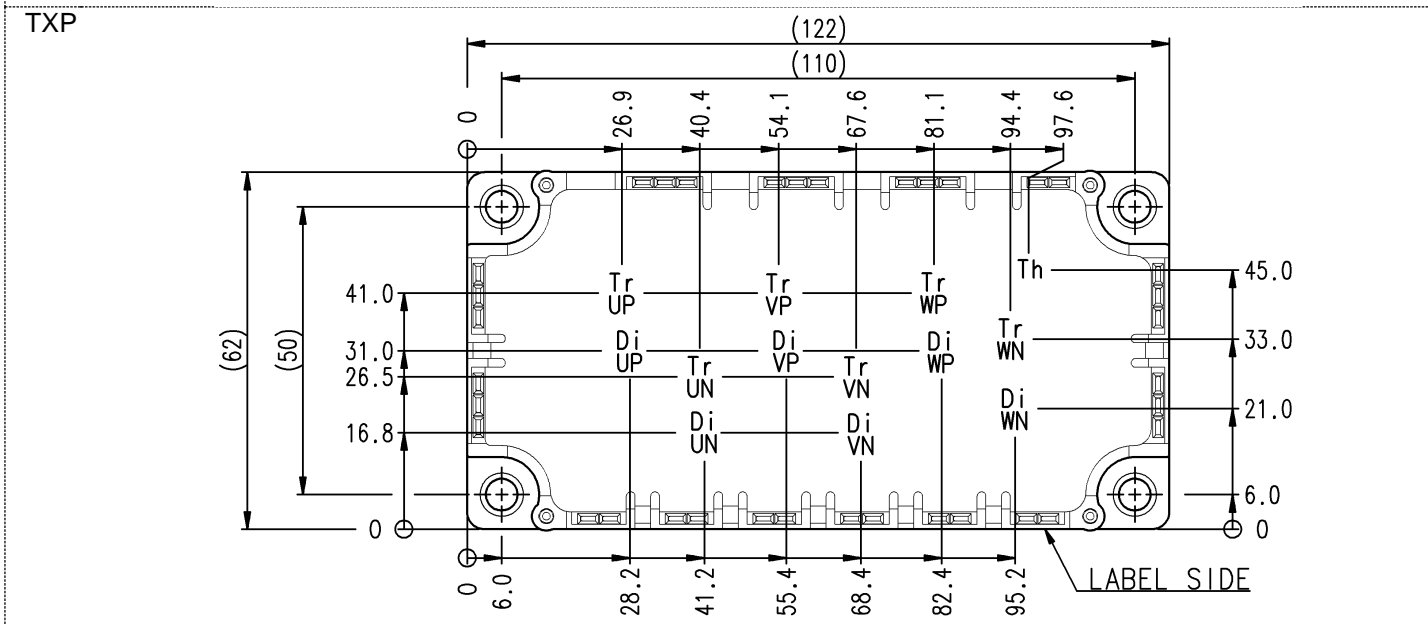 TXP
(122)
(110)
0
26.9
40.4
54.1
67.6
81.1
94.4
97.6
Th
45.0
41.0
Tr
UP
Tr
VP
Tr
WP
Tr
WN
33.0
(62)
(50)
31.0
Di
UP
Di
VP
Di
WP
26.5
Tr
UN
Tr
VN
Di
WN
21.0
16.8
Di
UN
Di
VN
6.0
0
0
0
6.0
28.2
41.2
55.4
68.4
82.4
95.2
LABEL SIDE